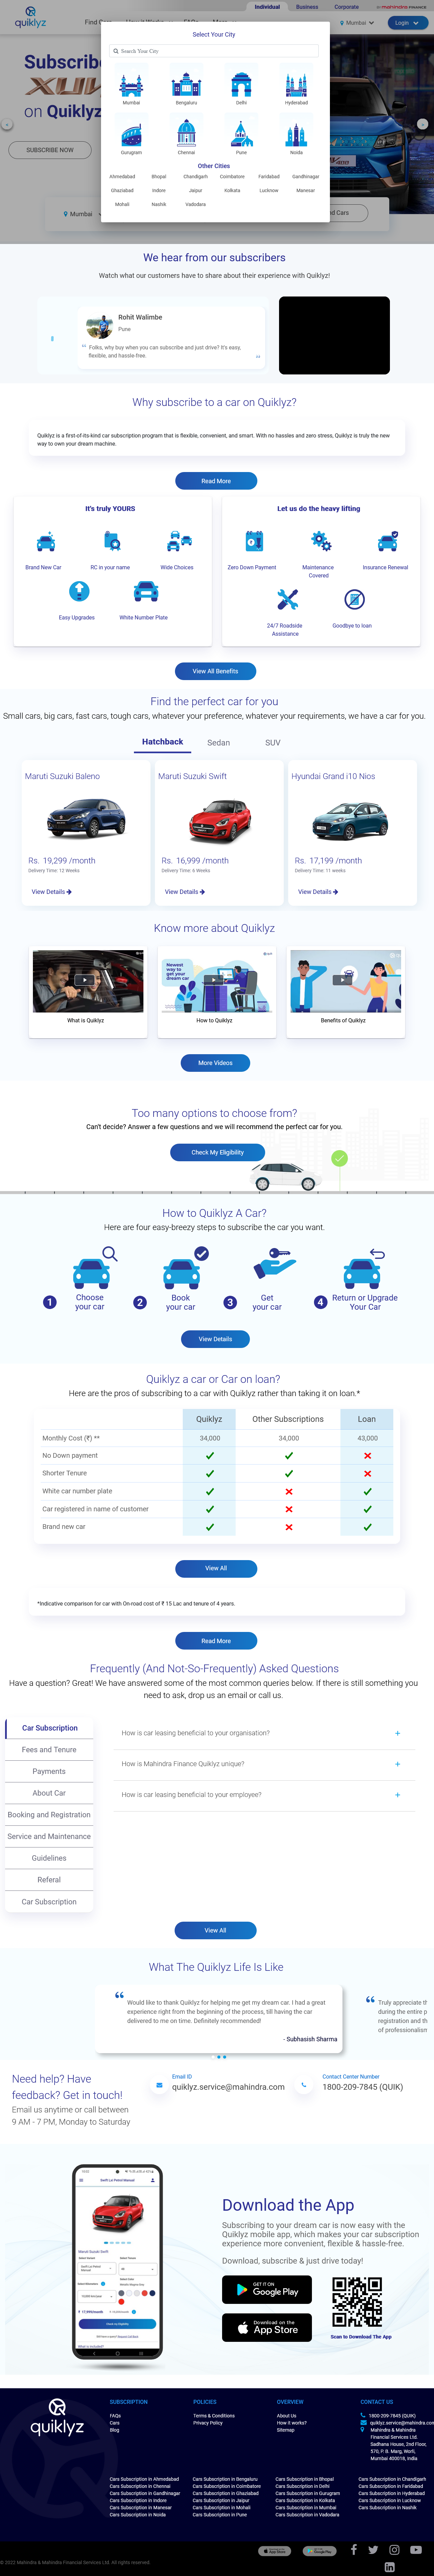 Individual
Business
Corporate
mahindra FINANCE
quiklyz
Find C
FAQs
Mumbai
Login
Select Your City
Search Your City
Mumbai
Bengaluru
Delhi
Hyderabad
Gurugram
Chennai
Pune
Noida
Other Cities
Ahmedabad
Bhopal
Chandigarh
Coimbatore
Faridabad
Gandhinagar
Ghaziabad
Indore
Jaipur
Kolkata
Lucknow
Manesar
Mohali
Nashik
Vadodara
Subscribe
XUV
on Quiklyz
SUBSCRIBE NOW
Mumbai
d Cars
We hear from our subscribers
Watch what our customers have to share about their experience with Quiklyz!
Rohit Walimbe
Pune
Folks, why buy when you can subscribe and just drive? It's easy,
flexible, and hassle-free.
Why subscribe to a car on Quiklyz?
Quiklyz is a first-of-its-kind car subscription program that is flexible, convenient, and smart. With no hassles and zero stress, Quiklyz is truly the new
way to own your dream machine.
Read More
It's truly YOURS
Brand New Car
RC in your name
Wide Choices
Easy Upgrades
White Number Plate
Let us do the heavy lifting
Zero Down Payment
Maintenance
Covered
Insurance Renewal
24/7 Roadside
Assistance
Goodbye to loan
View All Benefits
Find the perfect car for you
Small cars, big cars, fast cars, tough cars, whatever your preference, whatever your requirements, we have a car for you.
Hatchback
Sedan
SUV
Maruti Suzuki Baleno
Rs. 19,299 /month
Delivery Time: 12 Weeks
View Details
Maruti Suzuki Swift
Rs. 16,999 /month
Delivery Time: 6 Weeks
View Details
Hyundai Grand i10 Nios
Rs. 17,199 /month
Delivery Time: 11 weeks
View Details
Know more about Quiklyz
What is Quiklyz
Newest
way to get your
dream car
How to Quiklyz
Benefits of Quiklyz
More Videos
Too many options to choose from?
Can't decide? Answer a few questions and we will recommend the perfect car for you.
Check My Eligibility
How to Quiklyz A Car?
Here are four easy-breezy steps to subscribe the car you want.
1 Choose
your car
2 Book
your car
3 Get
your car
4 Return or Upgrade
Your Car
View Details
Quiklyz a car or Car on loan?
Here are the pros of subscribing to a car with Quiklyz rather than taking it on loan.*
Quiklyz Other Subscriptions Loan
Monthly Cost (₹) ** 34,000 34,000 43,000
No Down payment
Shorter Tenure
White car number plate
Car registered in name of customer
Brand new car
View All
*Indicative comparison for car with On-road cost of ₹ 15 Lac and tenure of 4 years.
Read More
Frequently (And Not-So-Frequently) Asked Questions
Have a question? Great! We have answered some of the most common queries below. If there is still something you
need to ask, drop us an email or call us.
Car Subscription
Fees and Tenure
Payments
About Car
Booking and Registration
Service and Maintenance
Guidelines
Referal
Car Subscription
How is car leasing beneficial to your organisation? +
How is Mahindra Finance Quiklyz unique? +
How is car leasing beneficial to your employee? +
View All
What The Quiklyz Life Is Like
Would like to thank Quiklyz for helping me get my dream car. I had a great
experience right from the beginning of the process, till having the car
delivered to me on time. Definitely recommended!
- Subhasish Sharma
Truly appreciate th
during the entire p
registration and th
of professionalism
Need help? Have
feedback? Get in touch!
Email us anytime or call between
9 AM - 7 PM, Monday to Saturday
Email ID
quiklyz.service@mahindra.com
Contact Center Number
1800-209-7845 (QUIK)
Swift Lxi Petrol Manual
Maruti Suzuki Swift
Download the App
Subscribing to your dream car is now easy with the
Quiklyz mobile app, which makes your car subscription
experience more convenient, flexible & hassle-free.
Download, subscribe & just drive today!
GET IT ON
Google Play
Download on the
App Store
Scan to Download The App
quiklyz
SUBSCRIPTION
FAQs
Cars
Blog
POLICIES
Terms & Conditions
Privacy Policy
OVERVIEW
About Us
How it works?
Sitemap
CONTACT US
1800-209-7845 (QUIK)
quiklyz.service@mahindra.com
Mahindra & Mahindra
Financial Services Ltd.
Sadhana House, 2nd Floor,
570, P. B. Marg, Worli,
Mumbai 400018, India
Cars Subscription in Ahmedabad
Cars Subscription in Bengaluru
Cars Subscription in Bhopal
Cars Subscription in Chandigarh
Cars Subscription in Chennai
Cars Subscription in Coimbatore
Cars Subscription in Delhi
Cars Subscription in Faridabad
Cars Subscription in Gandhinagar
Cars Subscription in Ghaziabad
Cars Subscription in Gurugram
Cars Subscription in Hyderabad
Cars Subscription in Indore
Cars Subscription in Jaipur
Cars Subscription in Kolkata
Cars Subscription in Lucknow
Cars Subscription in Manesar
Cars Subscription in Mohali
Cars Subscription in Mumbai
Cars Subscription in Nashik
Cars Subscription in Noida
Cars Subscription in Pune
Cars Subscription in Vadodara
App Store
Google Play
© 2022 Mahindra & Mahindra Financial Services Ltd. All rights reserved.